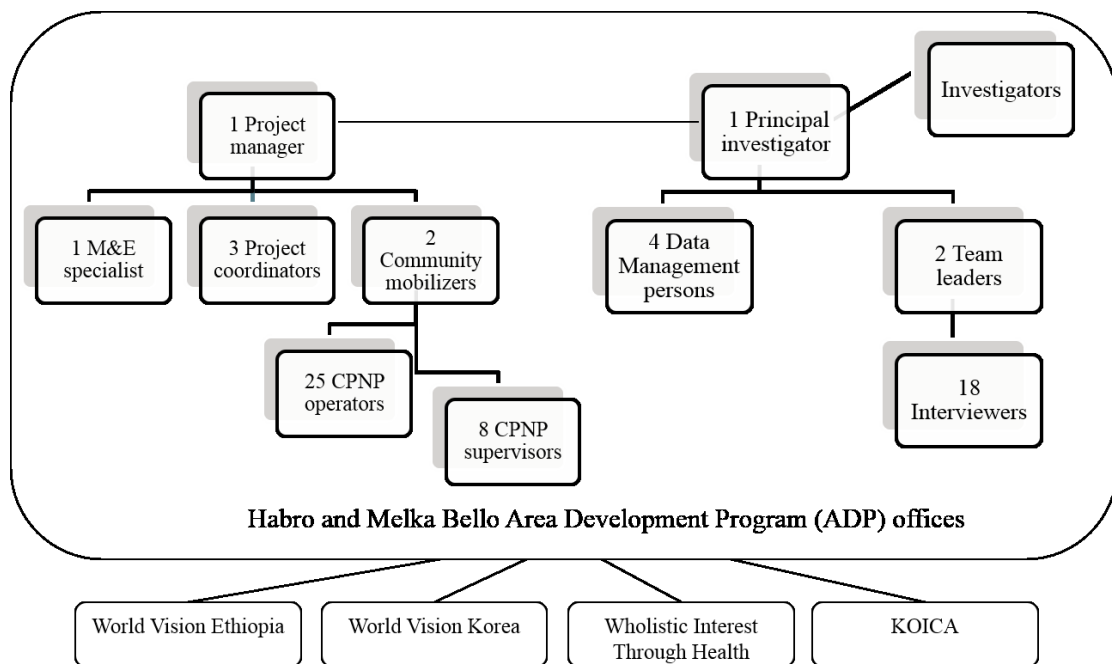 Investigators
1 Project
manager
1 Principal
investigator
1 M&E
specialist
3 Project
coordinators
2
Community
mobilizers
4 Data
Management
persons
2 Team
leaders
25 CPNP
operators
8 CPNP
supervisors
18
Interviewers
Habro and Melka Bello Area Development Program (ADP) offices
World Vision Ethiopia
World Vision Korea
Wholistic Interest
Through Health
KOICA